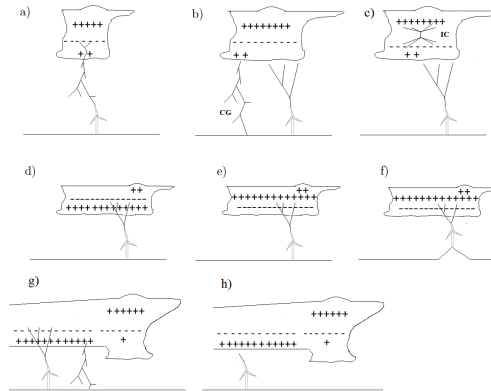 a)
b)
c)
+++++
- - - - - - - -
++
++++++++
- - - - - - - - - -
++
CG
++++++++
IC
- - - - - - - - - -
++
d)
e)
f)
++
++
++
g)
h)
++++++
+
++++++
+